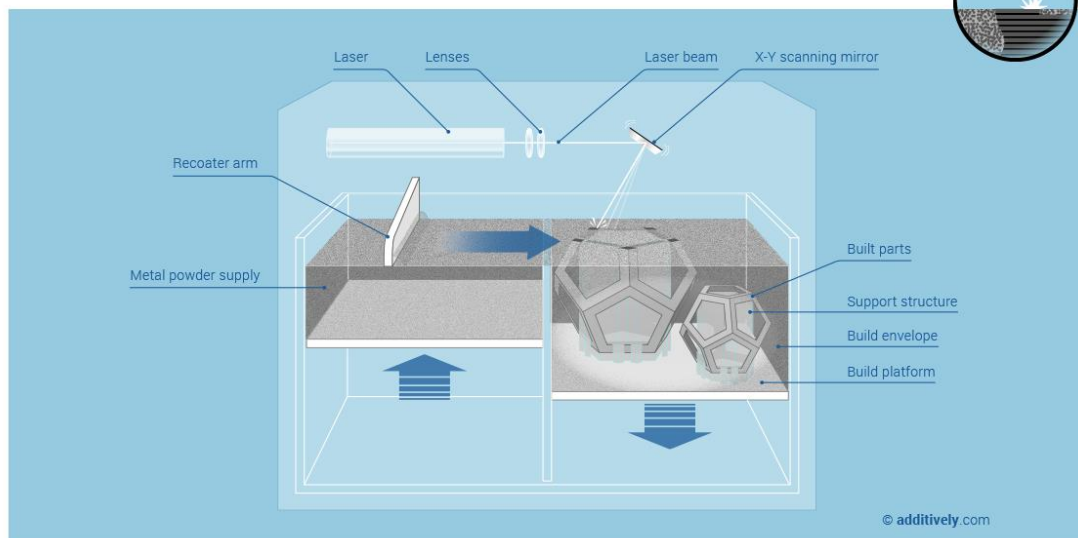 Laser
Lenses
Laser beam
X-Y scanning mirror
Recoater arm
Metal powder supply
Built parts
Support structure
Build envelope
Build platform
© additively.com